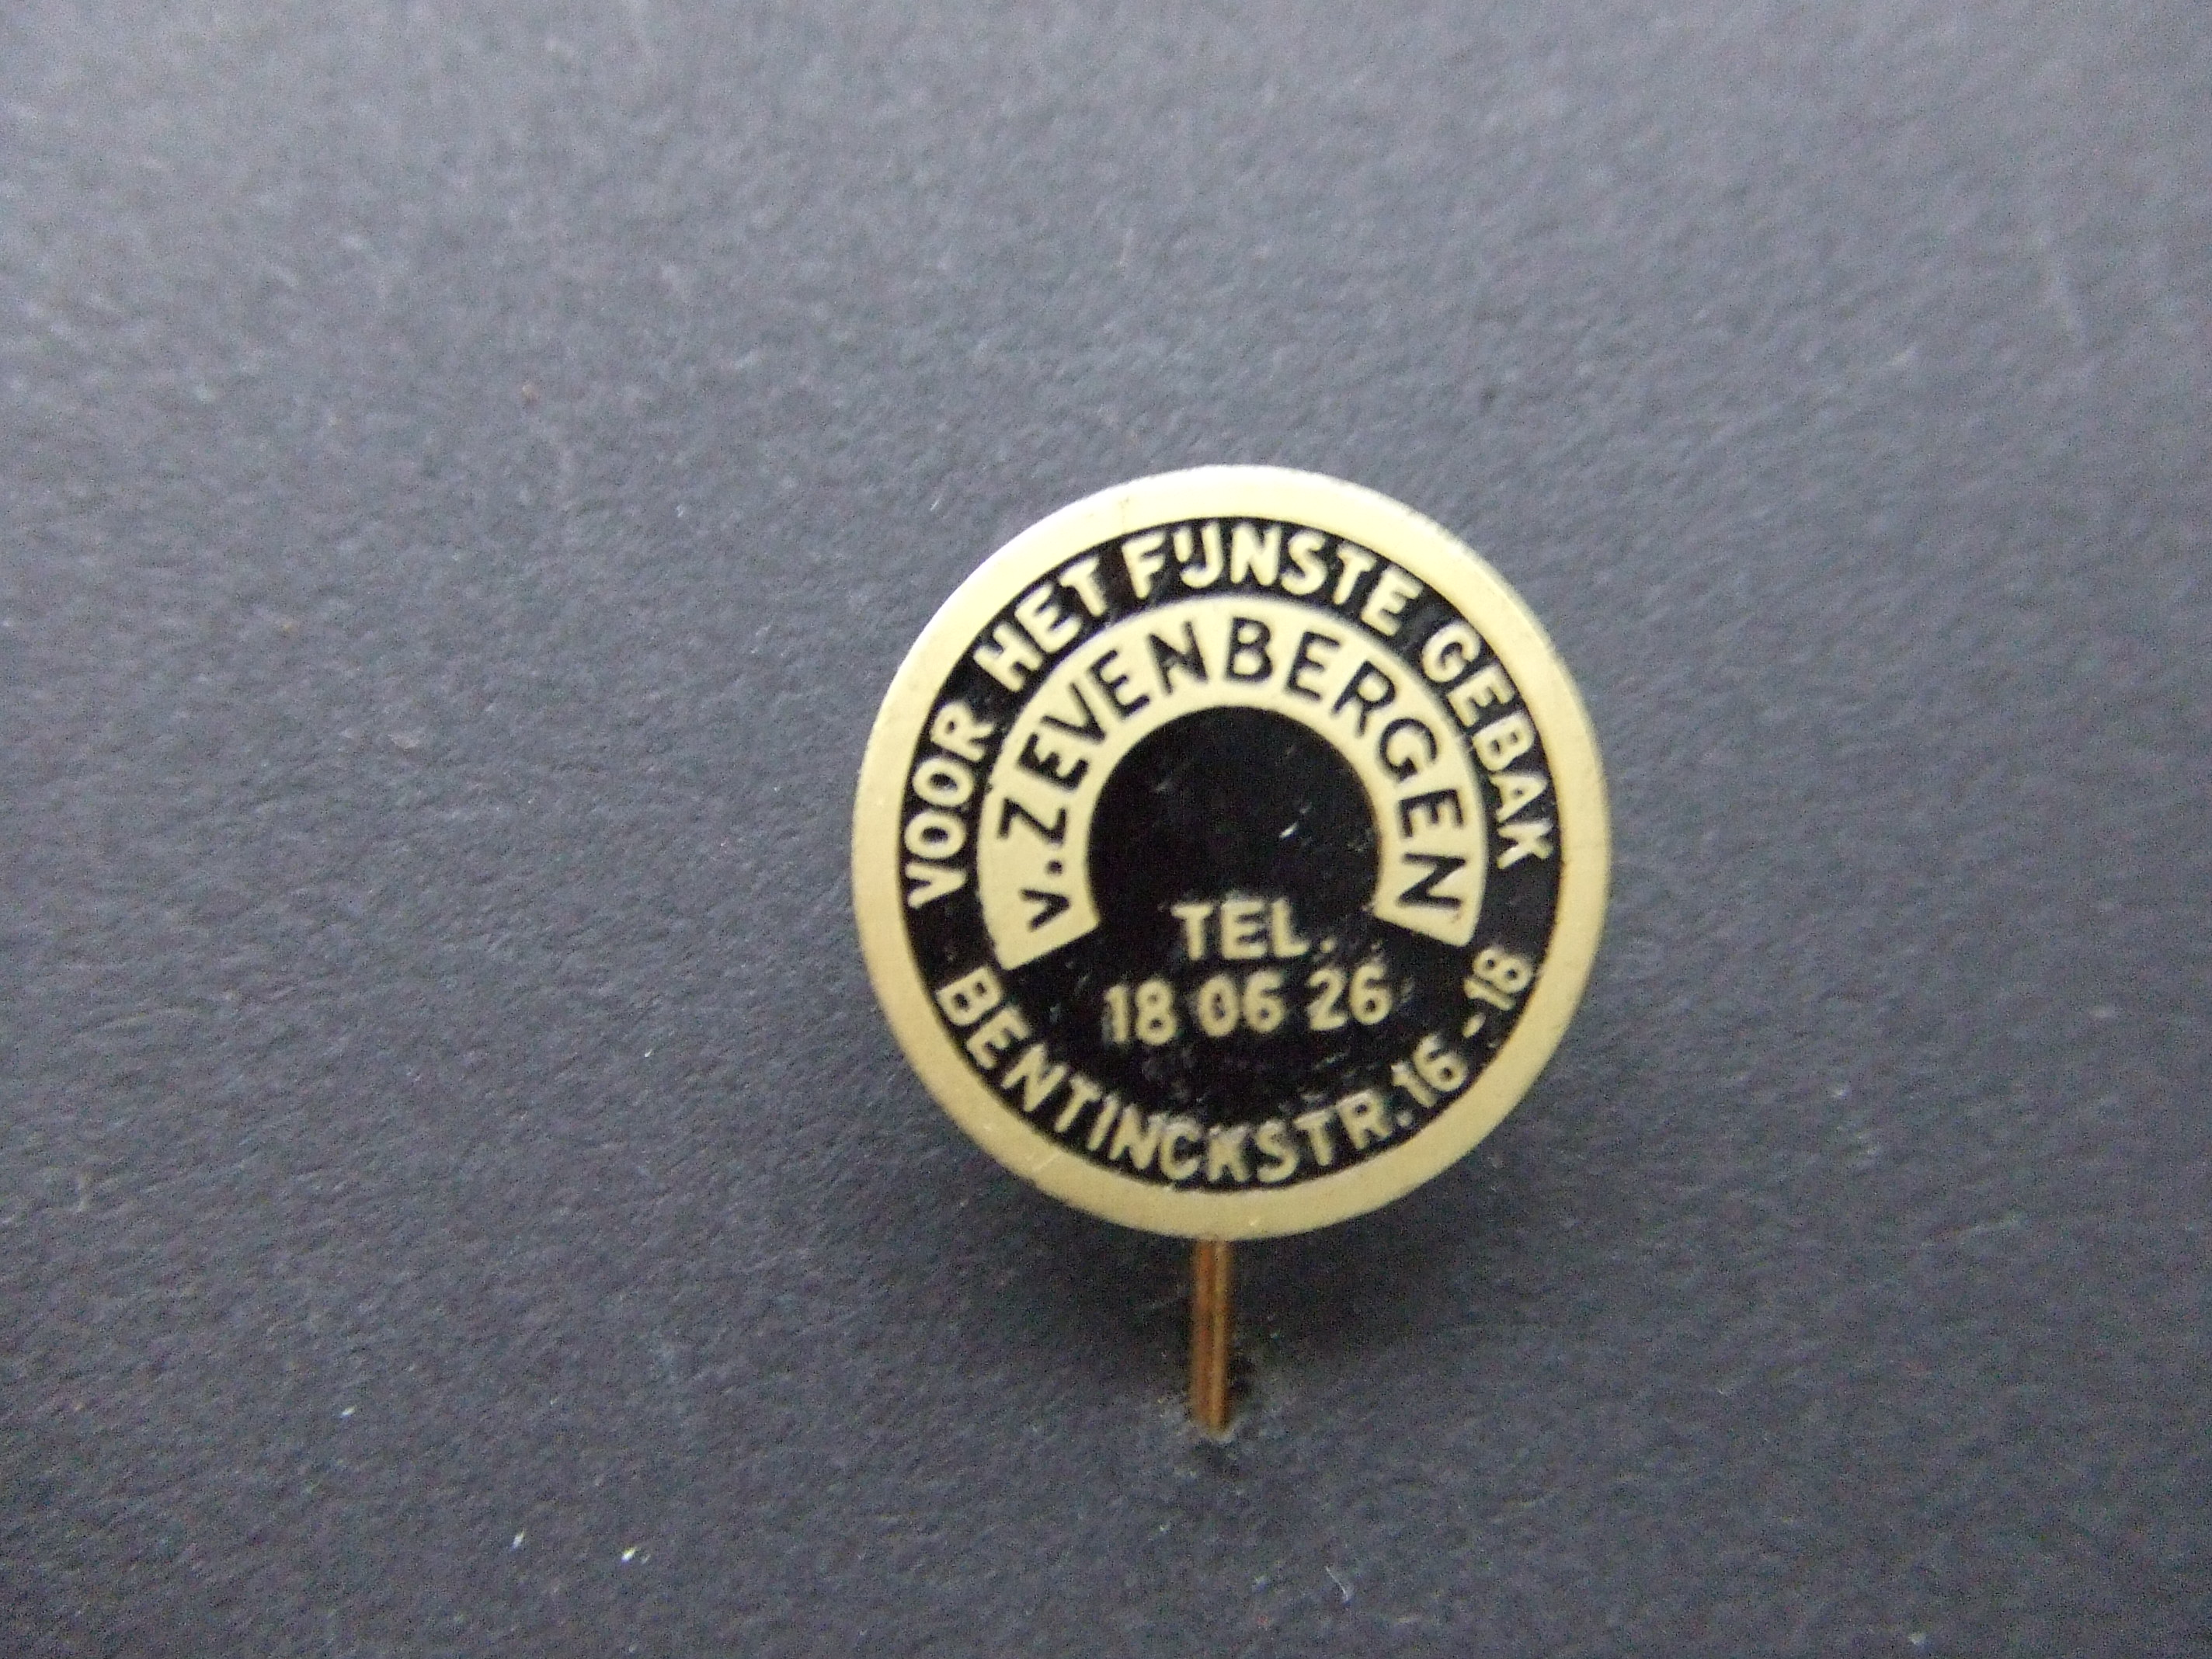 VOOR HET FIJNSTE GEBAK
v. ZEVENBERGEN
TEL.
18 06 26
BENTINCKSTR. 16-18